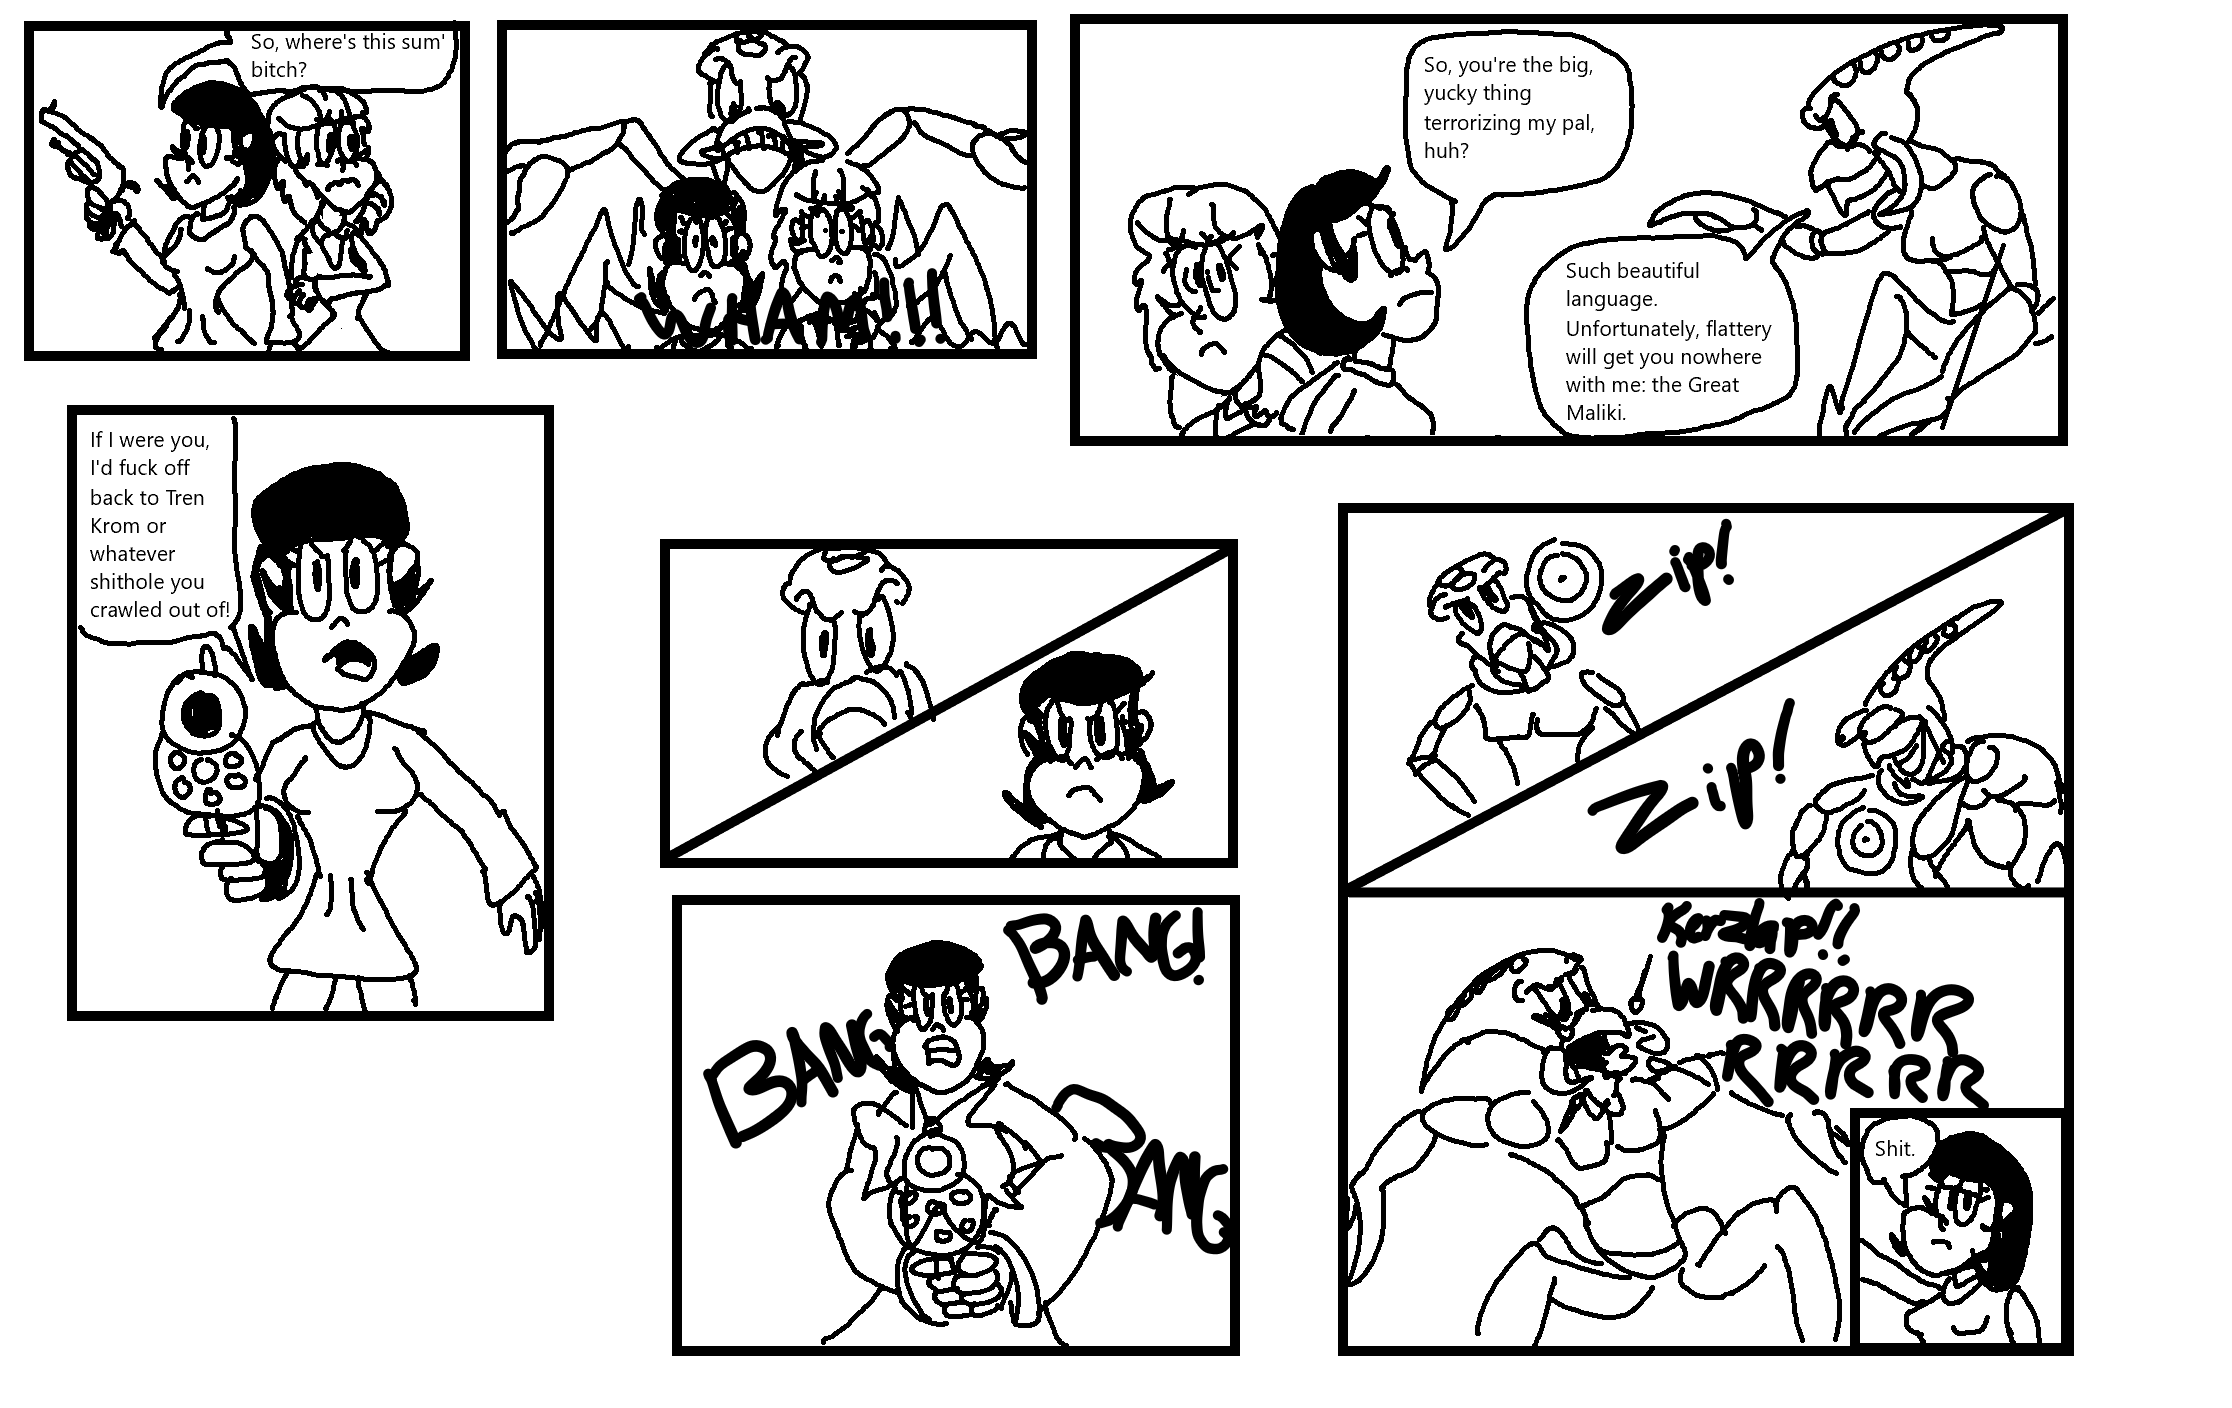 So, where's this sum'
bitch?
WHAM!!
So, you're the big,
yucky thing
terrorizing my pal,
huh?
Such beautiful
language.
Unfortunately, flattery
will get you nowhere
with me: the Great
Maliki.
If I were you,
I'd fuck off
back to Tren
Krom or
whatever
shithole you
crawled out of!
BANG!
BANG
BANG
Zip!
Zip!
Kerzlap!!
WRRRRRR
RRRRR
Shit.